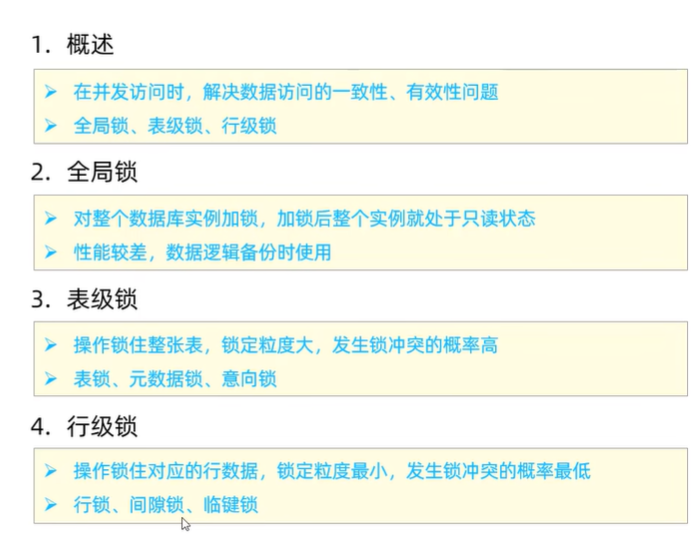 1. 概述
➢ 在并发访问时，解决数据访问的一致性、有效性问题
➢ 全局锁、表级锁、行级锁
2. 全局锁
➢ 对整个数据库实例加锁，加锁后整个实例就处于只读状态
➢ 性能较差，数据逻辑备份时使用
3. 表级锁
➢ 操作锁住整张表，锁定粒度大，发生锁冲突的概率高
➢ 表锁、元数据锁、意向锁
4. 行级锁
➢ 操作锁住对应的行数据，锁定粒度最小，发生锁冲突的概率最低
➢ 行锁、间隙锁、临键锁